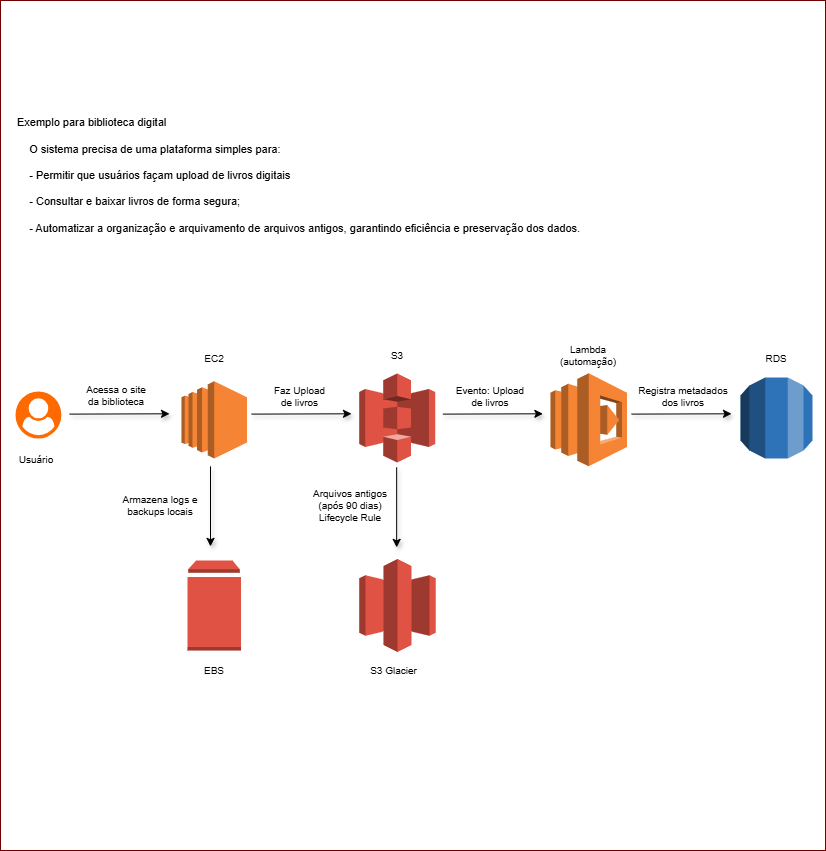 Exemplo para biblioteca digital
O sistema precisa de uma plataforma simples para:
- Permitir que usuários façam upload de livros digitais
- Consultar e baixar livros de forma segura;
- Automatizar a organização e arquivamento de arquivos antigos, garantindo eficiência e preservação dos dados.
Usuário
Acessa o site
da biblioteca
EC2
Faz Upload
de livros
S3
Evento: Upload
de livros
Lambda
(automação)
Registra metadados
dos livros
RDS
Armazena logs e
backups locais
EBS
Arquivos antigos
(após 90 dias)
Lifecycle Rule
S3 Glacier